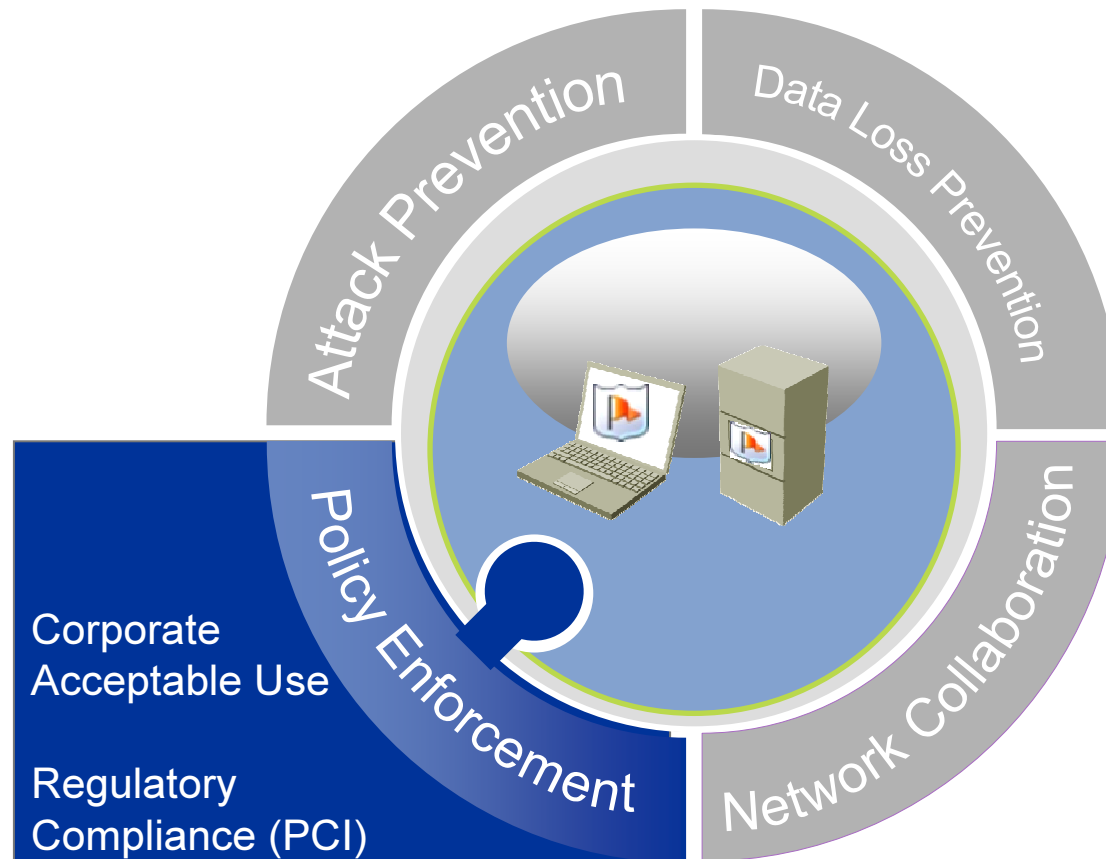 Attack Prevention
Data Loss Prevention
Policy Enforcement
Network Collaboration
Corporate
Acceptable Use
Regulatory
Compliance (PCI)